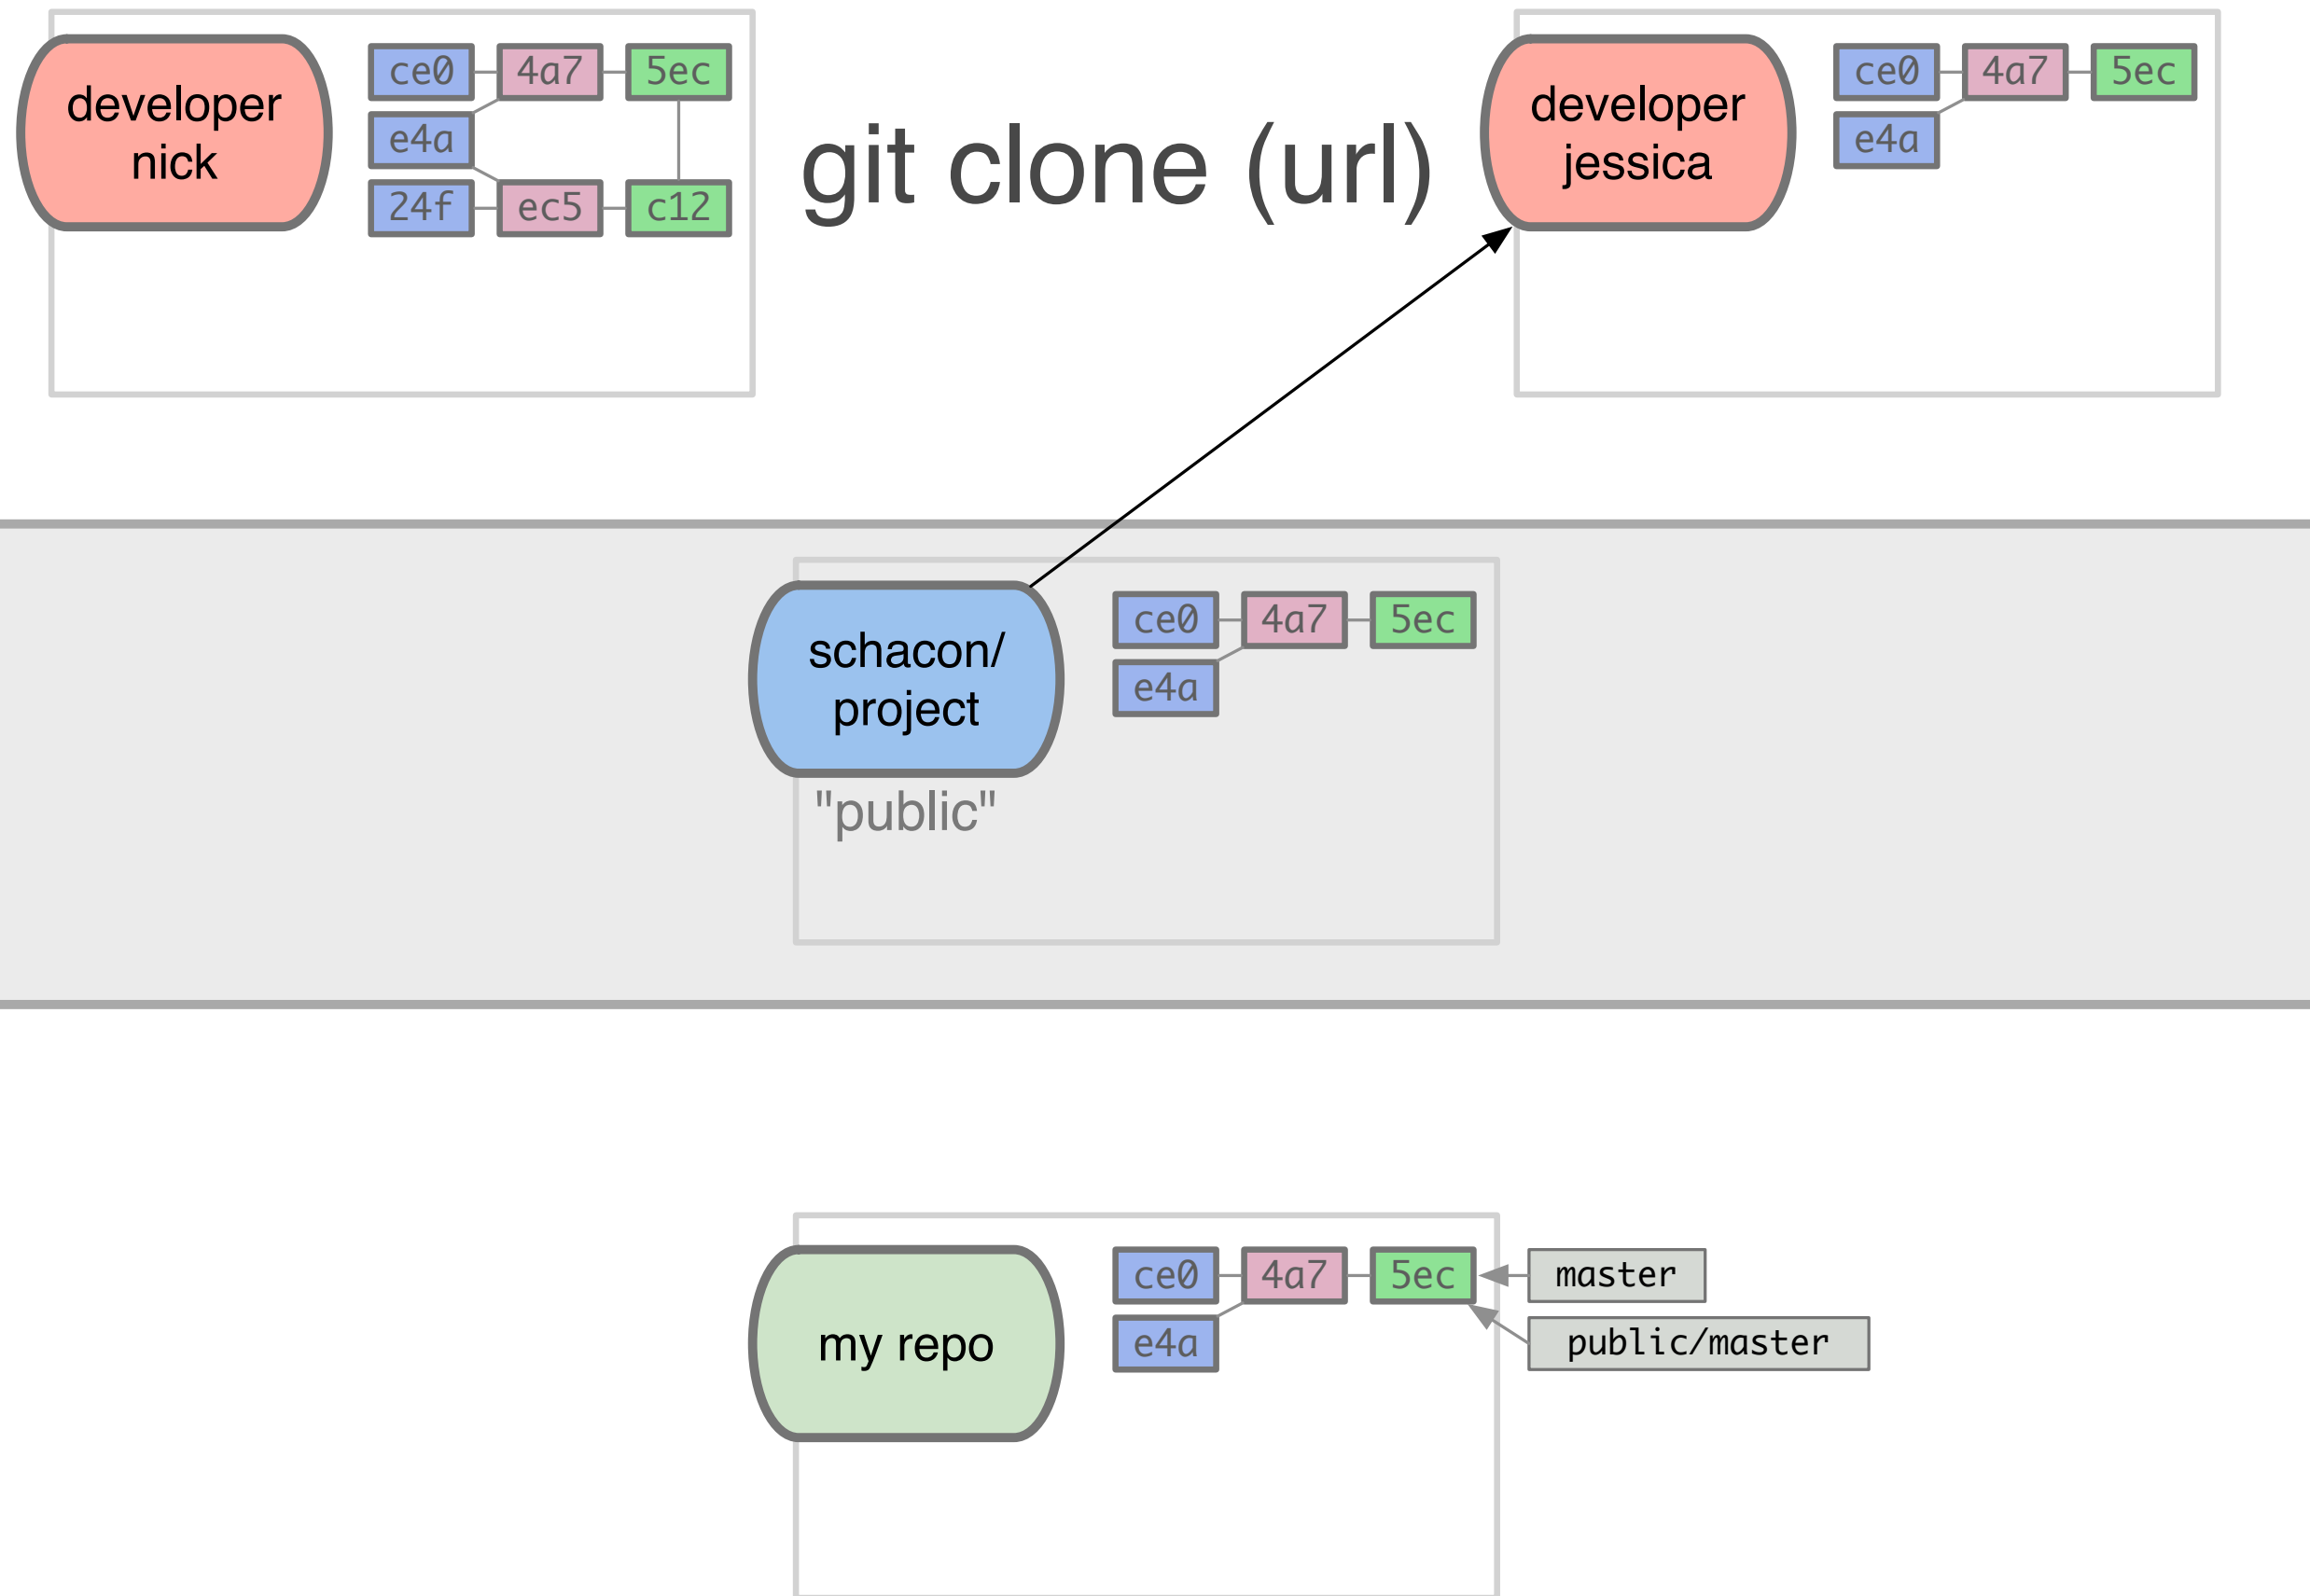 developer
nick
ce0
4a7
5ec
e4a
24f
ec5
c12
git clone (url)
developer
jessica
ce0
4a7
5ec
e4a
schacon/
project
"public"
ce0
4a7
5ec
e4a
my repo
ce0
4a7
5ec
e4a
master
public/master